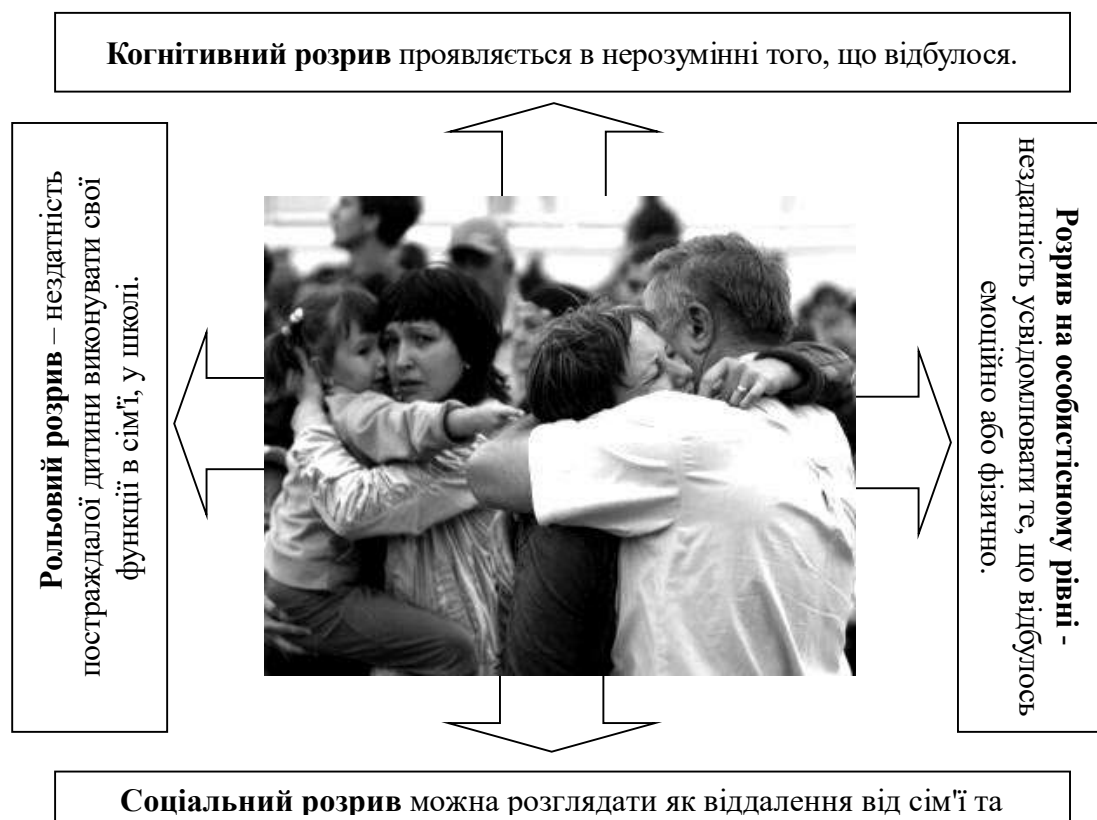 Когнітивний розрив проявляється в нерозумінні того, що відбулося.
Рольовий розрив – нездатність
постраждалої дитини виконувати свої
функції в сім'ї, у школі.
Розрив на особистісному рівні -
нездатність усвідомлювати те, що відбулось
емоційно або фізично.
Соціальний розрив можна розглядати як віддалення від сім'ї та